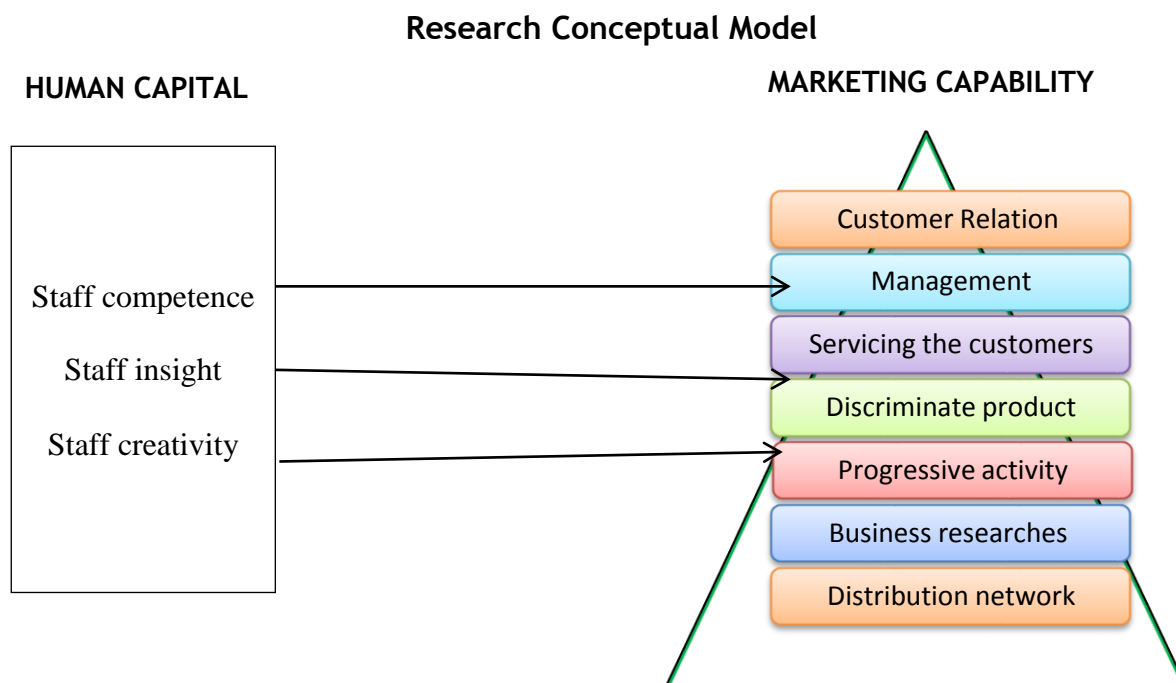 Research Conceptual Model
HUMAN CAPITAL
MARKETING CAPABILITY
Staff competence
Staff insight
Staff creativity
Customer Relation
Management
Servicing the customers
Discriminate product
Progressive activity
Business researches
Distribution network